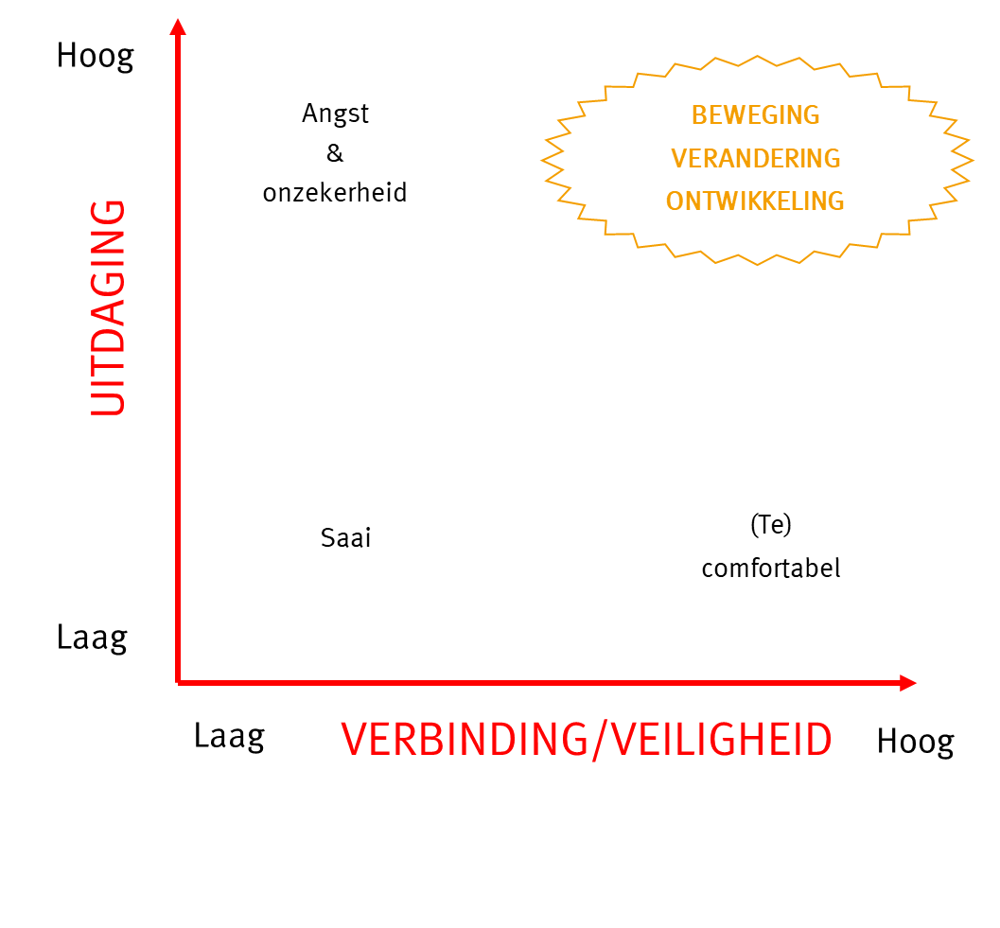 Hoog
Angst
&
onzekerheid
BEWEGING
VERANDERING
ONTWIKKELING
UITDAGING
Saai
(Te)
comfortabel
Laag
Laag
VERBINDING/VEILIGHEID
Hoog